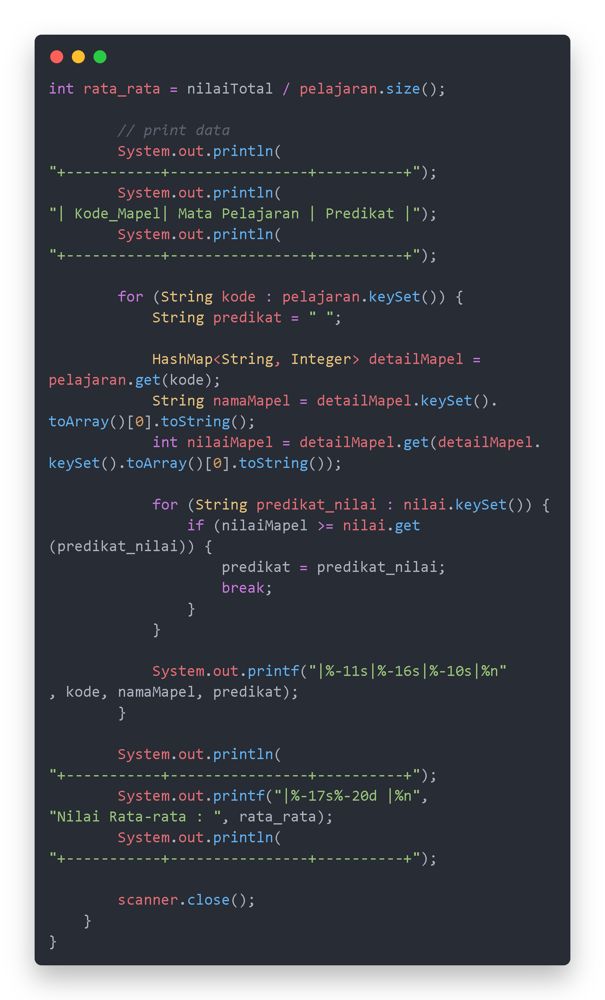 int rata_rata = nilaiTotal / pelajaran.size();
        // print data
        System.out.println(
"+-----------+----------------+----------+");
        System.out.println(
"| Kode_Mapel| Mata Pelajaran | Predikat |");
        System.out.println(
"+-----------+----------------+----------+");
        for (String kode : pelajaran.keySet()) {
            String predikat = " ";
            HashMap<String, Integer> detailMapel =
pelajaran.get(kode);
            String namaMapel = detailMapel.keySet().
toArray()[0].toString();
            int nilaiMapel = detailMapel.get(detailMapel.
keySet().toArray()[0].toString());
            for (String predikat_nilai : nilai.keySet()) {
                if (nilaiMapel >= nilai.get
(predikat_nilai)) {
                    predikat = predikat_nilai;
                    break;
                }
            }
            System.out.printf("|%-11s|%-16s|%-10s|%n"
, kode, namaMapel, predikat);
        }
        System.out.println(
"+-----------+----------------+----------+");
        System.out.printf("|%-17s%-20d |%n",
"Nilai Rata-rata : ", rata_rata);
        System.out.println(
"+-----------+----------------+----------+");
        scanner.close();
    }
}